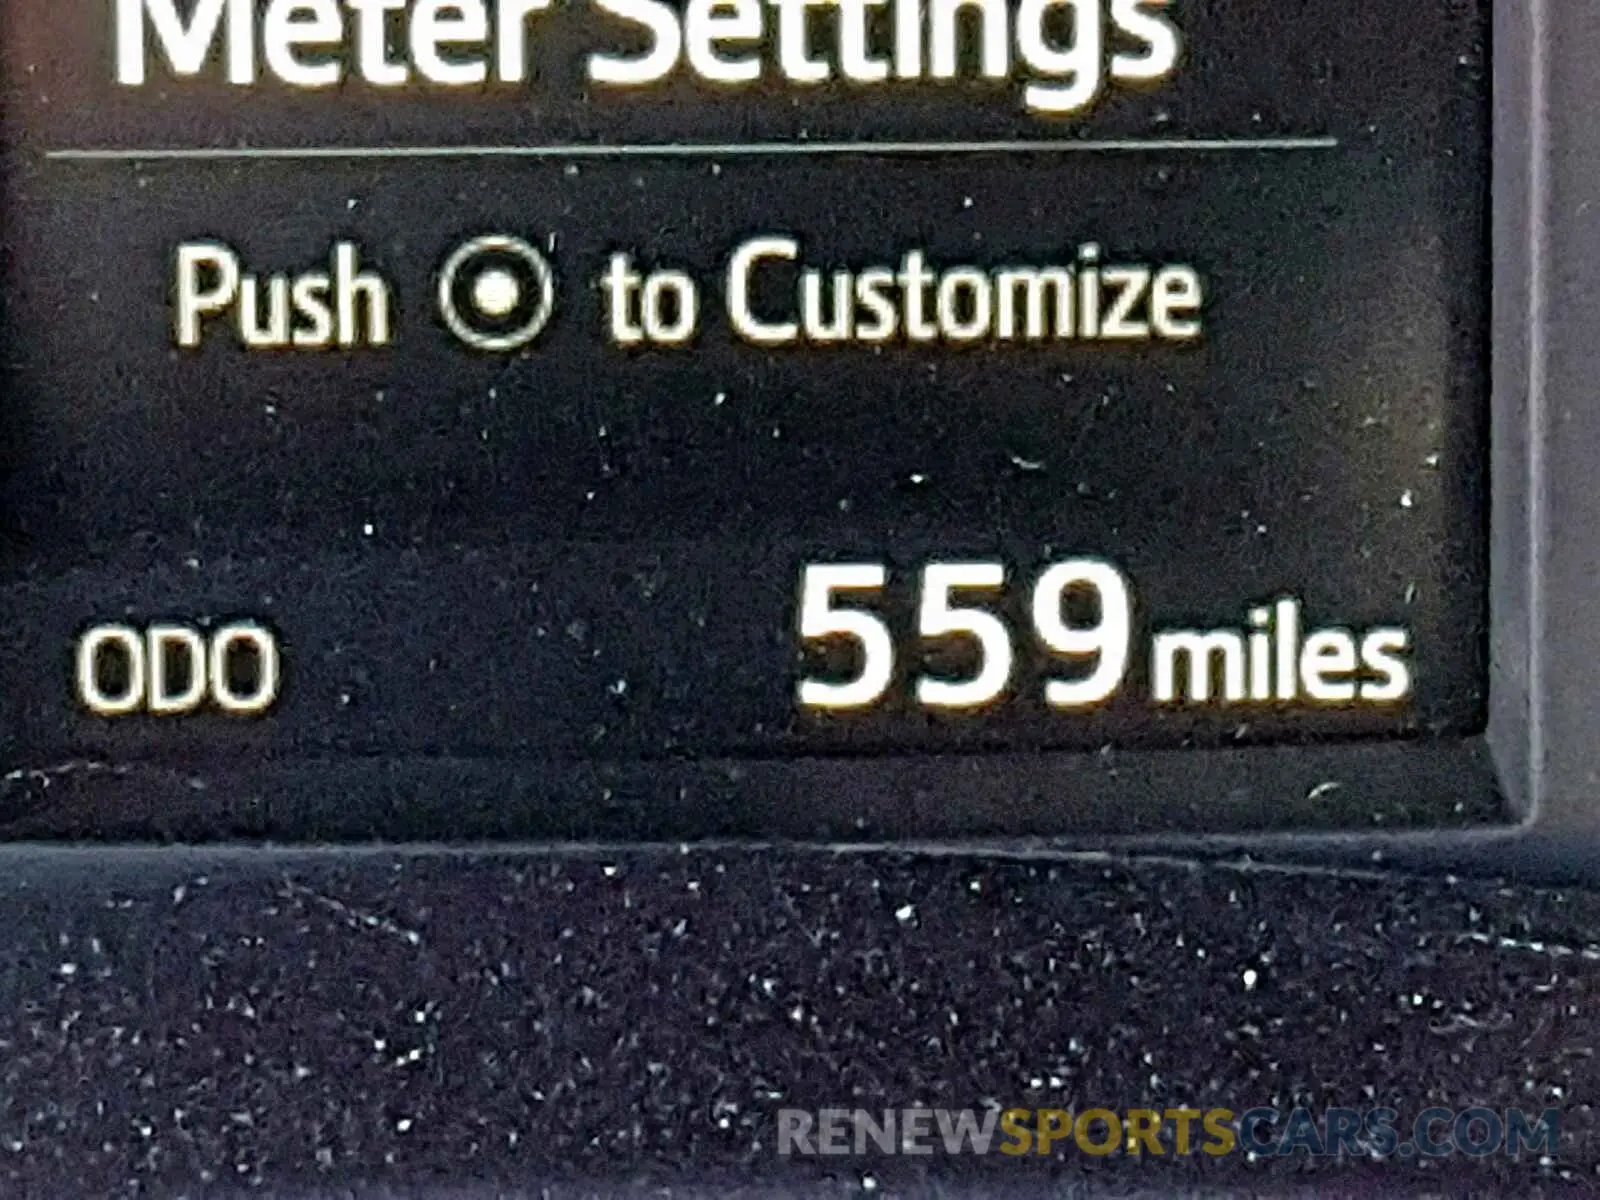 Meter Settings
Push to Customize
ODO 559 miles
RENEWSPORTSCARS.COM